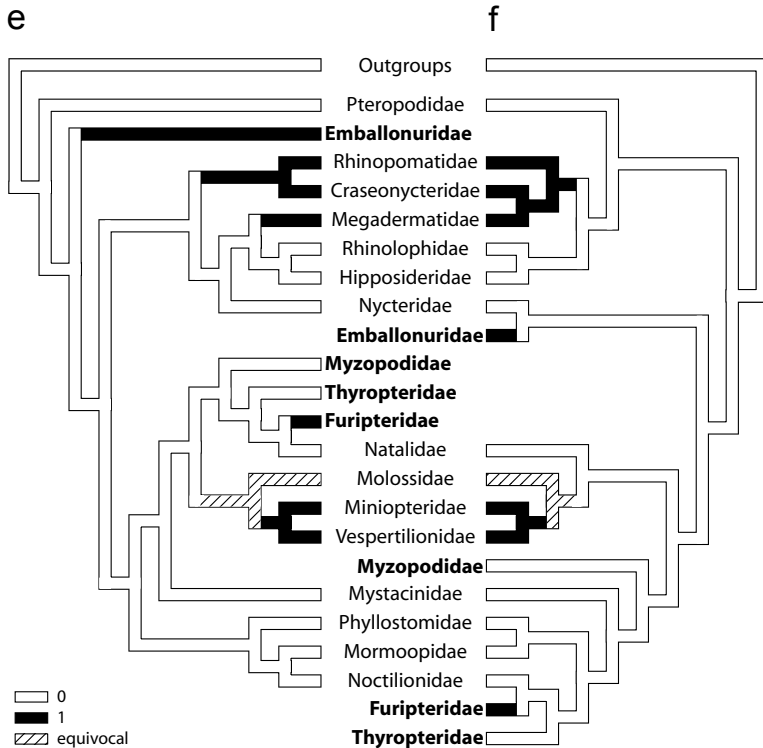 e
f
Outgroups
Pteropodidae
Emballonuridae
Rhinopomatidae
Craseonycteridae
Megadermatidae
Rhinolophidae
Hipposideridae
Nycteridae
Emballonuridae
Myzopodidae
Thyropteridae
Furipteridae
Natalidae
Molossidae
Miniopteridae
Vespertilionidae
Myzopodidae
Mystacinidae
Phyllostomidae
Mormoopidae
Noctilionidae
Furipteridae
Thyropteridae
0
1
equivocal